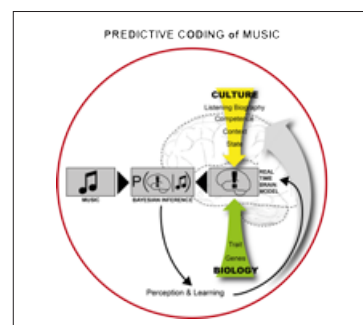 PREDICTIVE CODING of MUSIC
CULTURE
Listening Biography
Competence
Context
State
P( | )
REAL
TIME
BRAIN
MODEL
MUSIC
BAYESIAN INFERENCE
Trait
Genes
BIOLOGY
Perception & Learning